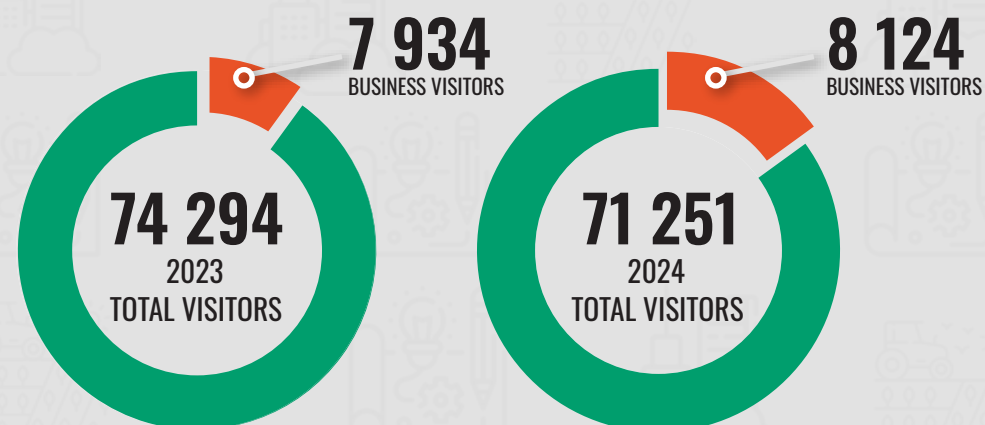 7 934
BUSINESS VISITORS
74 294
2023
TOTAL VISITORS
8 124
BUSINESS VISITORS
71 251
2024
TOTAL VISITORS